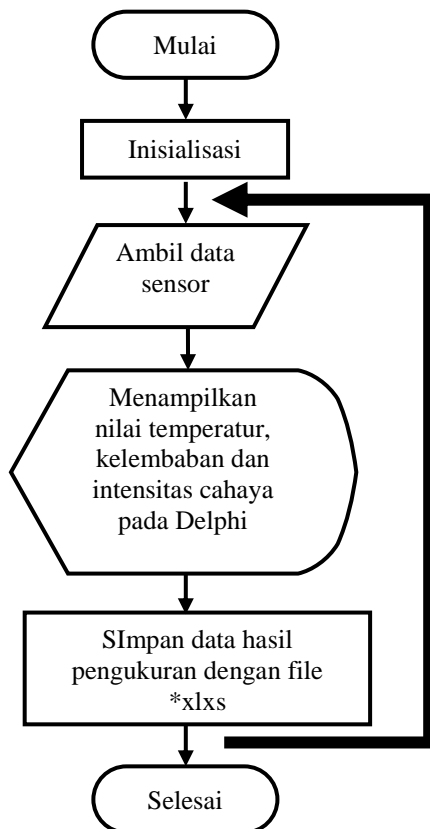 Mulai
Inisialisasi
Ambil data
sensor
Menampilkan
nilai temperatur,
kelembaban dan
intensitas cahaya
pada Delphi
SImpan data hasil
pengukuran dengan file
*xlxs
Selesai